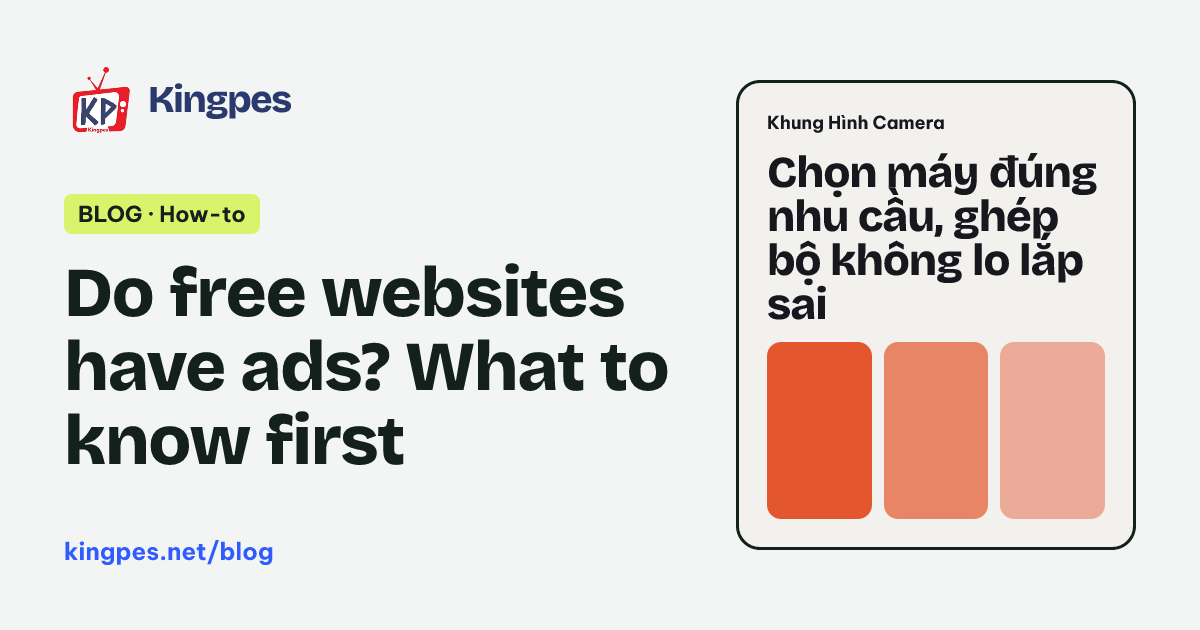 KP
Kingpes
Kingpes
BLOG · How-to
Do free websites
have ads? What to
know first
kingpes.net/blog
Khung Hình Camera
Chọn máy đúng
nhu cầu, ghép
bộ không lo lắp
sai